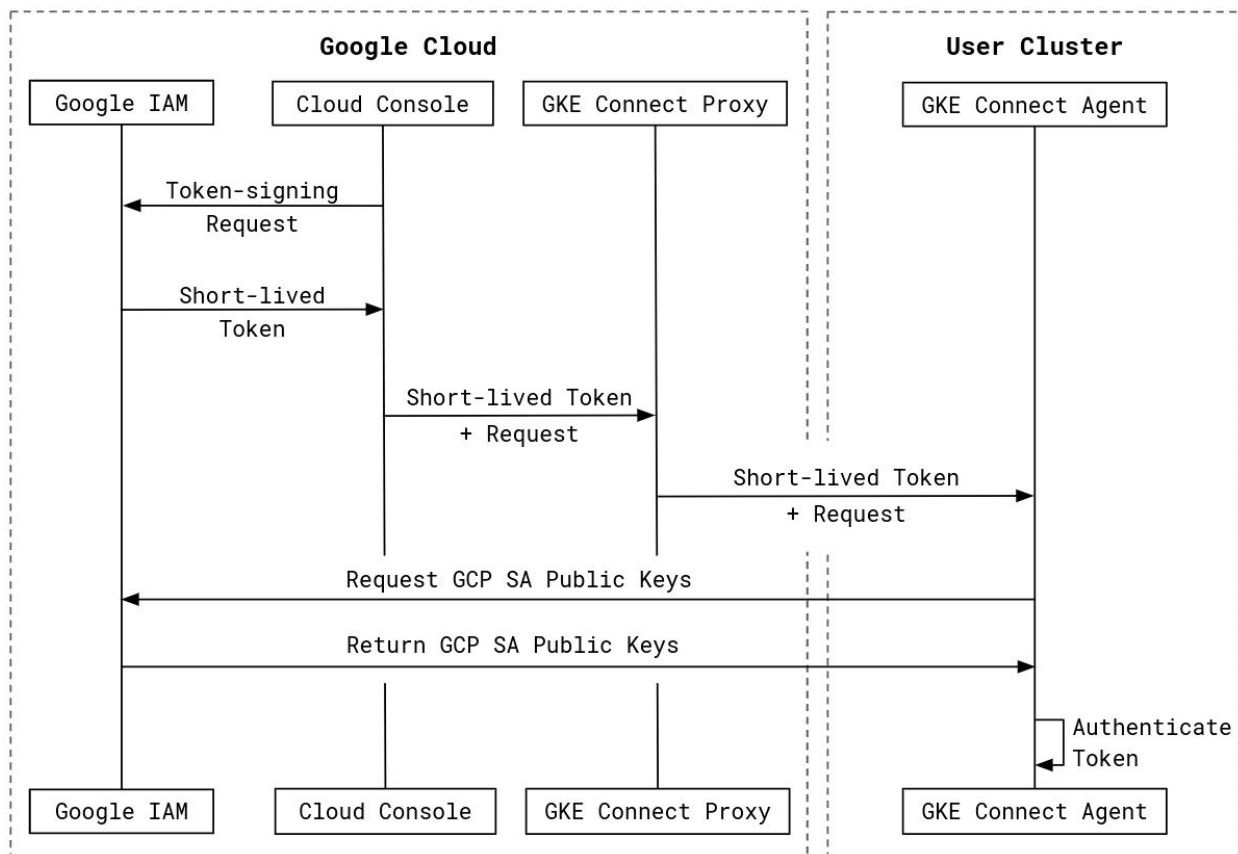 Google Cloud
User Cluster
Google IAM
Cloud Console
GKE Connect Proxy
GKE Connect Agent
Token-signing
Request
Short-lived
Token
Short-lived Token
+ Request
Short-lived Token
+ Request
Request GCP SA Public Keys
Return GCP SA Public Keys
Authenticate
Token
Google IAM
Cloud Console
GKE Connect Proxy
GKE Connect Agent